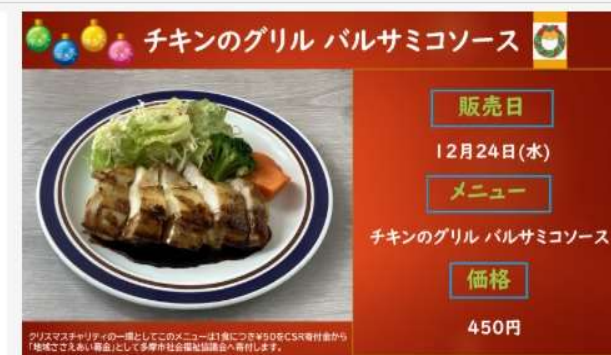 チキンのグリル バルサミコソース
販売日
12月24日(水)
メニュー
チキンのグリル バルサミコソース
価格
450円
クリスマスチャリティの一環としてこのメニューは1食につき¥50をCSR寄付金から
「地域ささえあい募金」として多摩市社会福祉協議会へ寄付します。